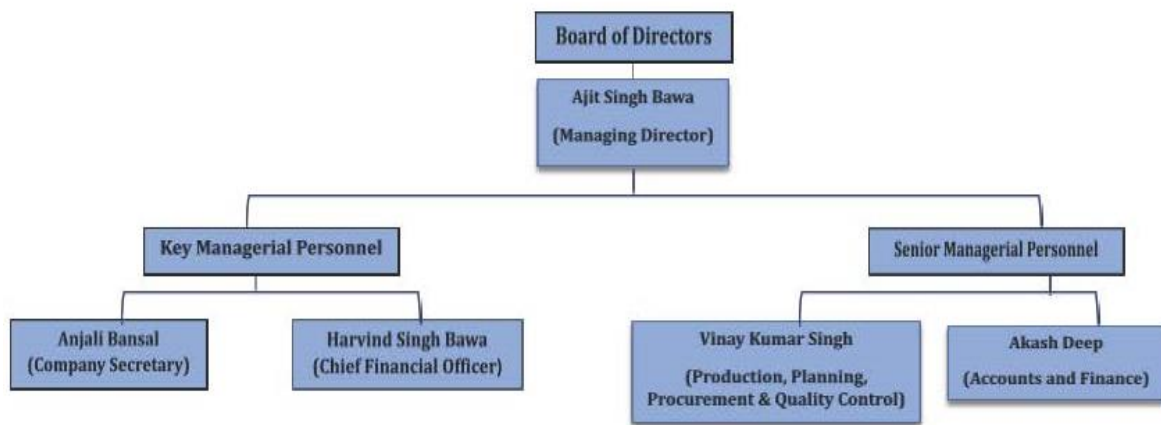 Board of Directors
Ajit Singh Bawa
(Managing Director)
Key Managerial Personnel
Senior Managerial Personnel
Anjali Bansal
(Company Secretary)
Harvind Singh Bawa
(Chief Financial Officer)
Vinay Kumar Singh
(Production, Planning,
Procurement & Quality Control)
Akash Deep
(Accounts and Finance)